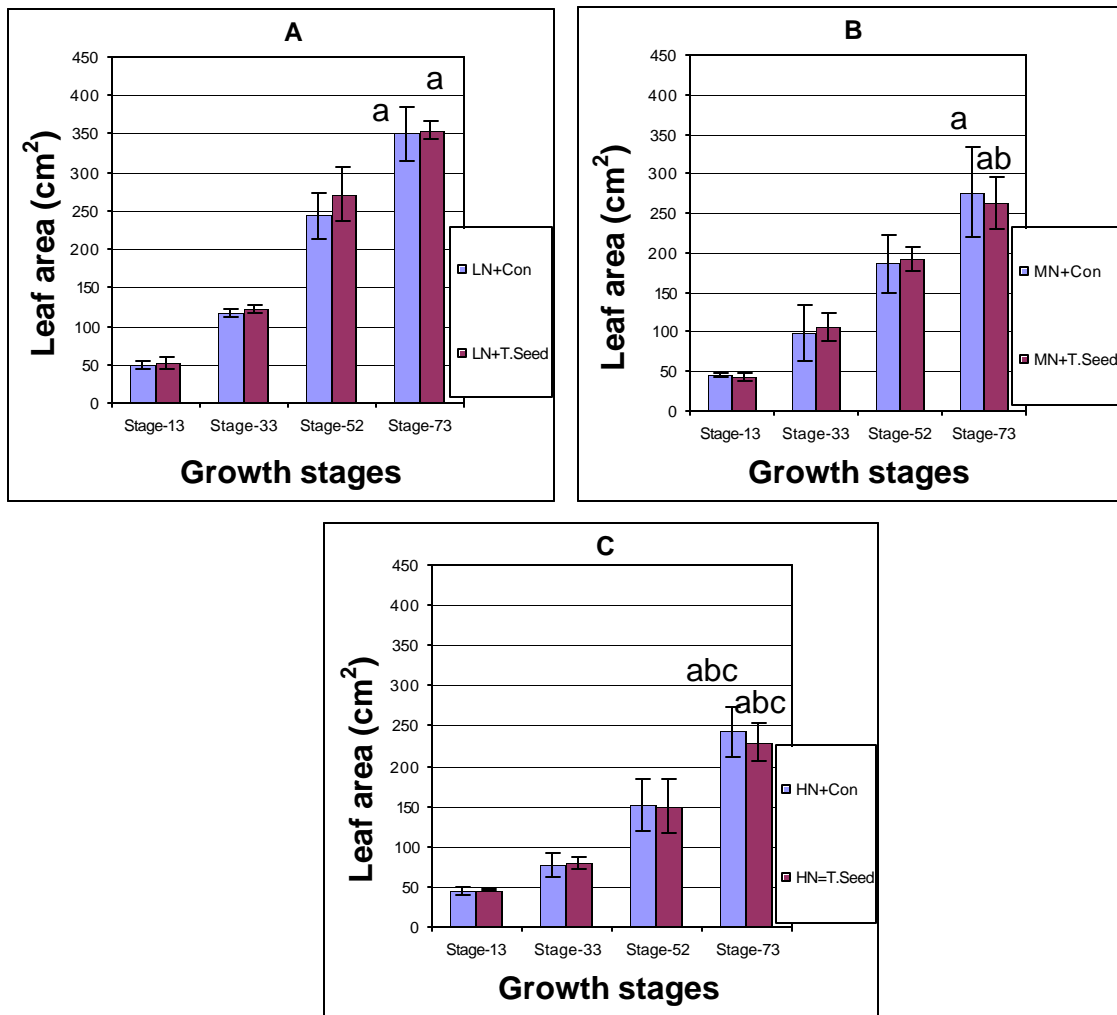 A
Leaf area (cm²)
450
400
350
300
250
200
150
100
50
0
a
a
LN+Con
LN+T.Seed
Stage-13 Stage-33 Stage-52 Stage-73
Growth stages
B
Leaf area (cm²)
450
400
350
300
250
200
150
100
50
0
a
ab
MN+Con
MN+T.Seed
Stage-13 Stage-33 Stage-52 Stage-73
Growth stages
C
Leaf area (cm²)
450
400
350
300
250
200
150
100
50
0
abc
abc
HN+Con
HN=T.Seed
Stage-13 Stage-33 Stage-52 Stage-73
Growth stages